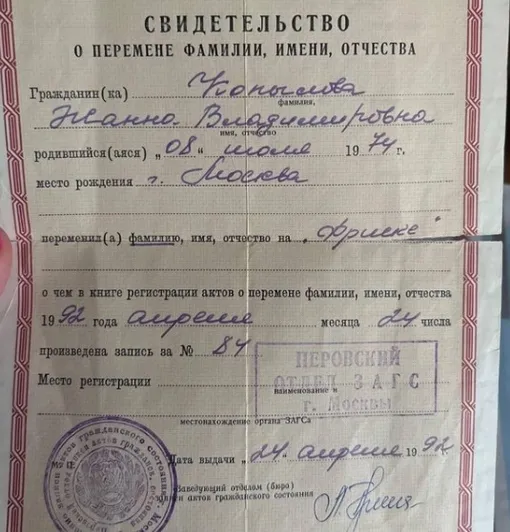 СВИДЕТЕЛЬСТВО
О ПЕРЕМЕНЕ ФАМИЛИИ, ИМЕНИ, ОТЧЕСТВА
Гражданин(ка) Копылова
фамилия,
Жанна Владимировна
имя, отчество
родившийся(аяся) „08“ июля 1974 г.
место рождения г. Москва
переменил(а) фамилию, имя, отчество на „Фриске“
о чем в книге регистрации актов о перемене фамилии, имени, отчества
1992 года апреля месяца 24 числа
произведена запись за № 84
ПЕРОВСКИЙ
Место регистрации ОТДЕЛ ЗАГС
наименование и
г. Москвы
местонахождение органа ЗАГСа
Дата выдачи „24“ апреля 1992
Заведующий отделом (бюро)
записи актов гражданского состояния